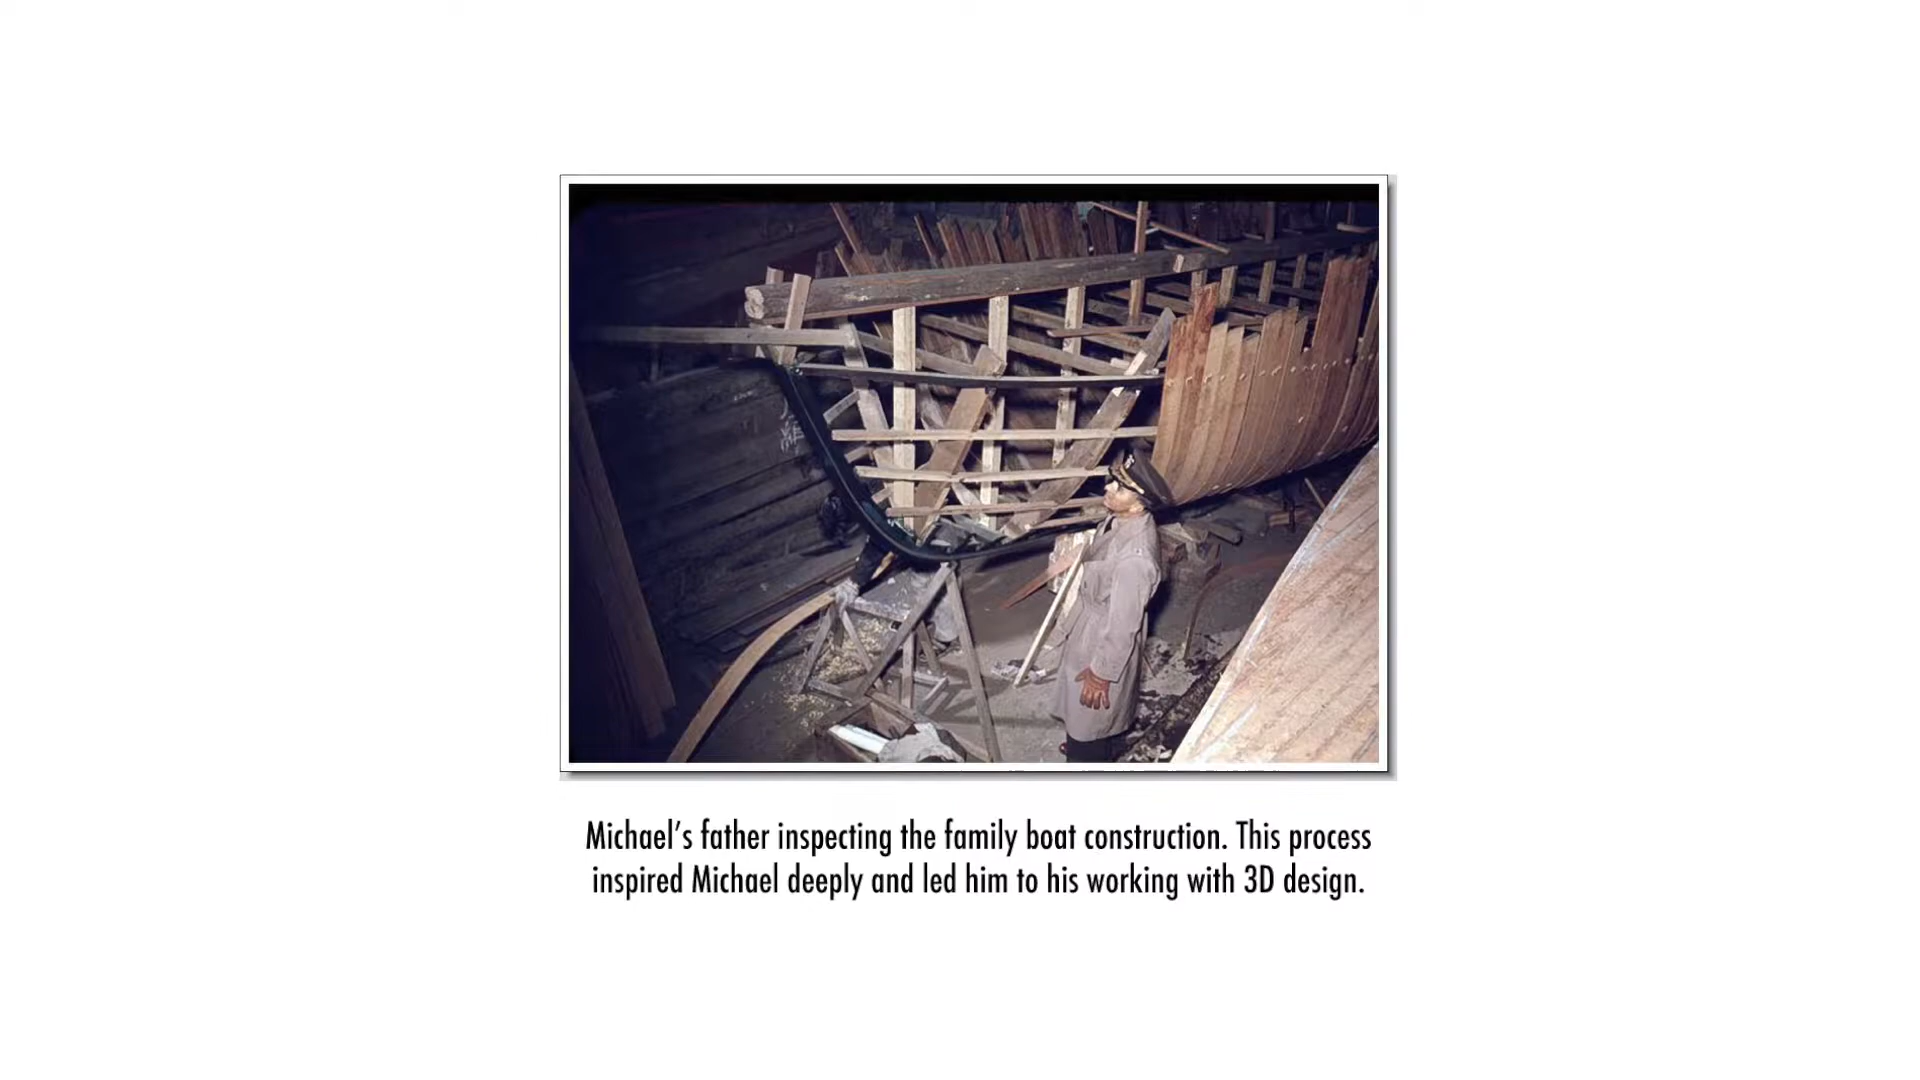 Michael’s father inspecting the family boat construction. This process
inspired Michael deeply and led him to his working with 3D design.